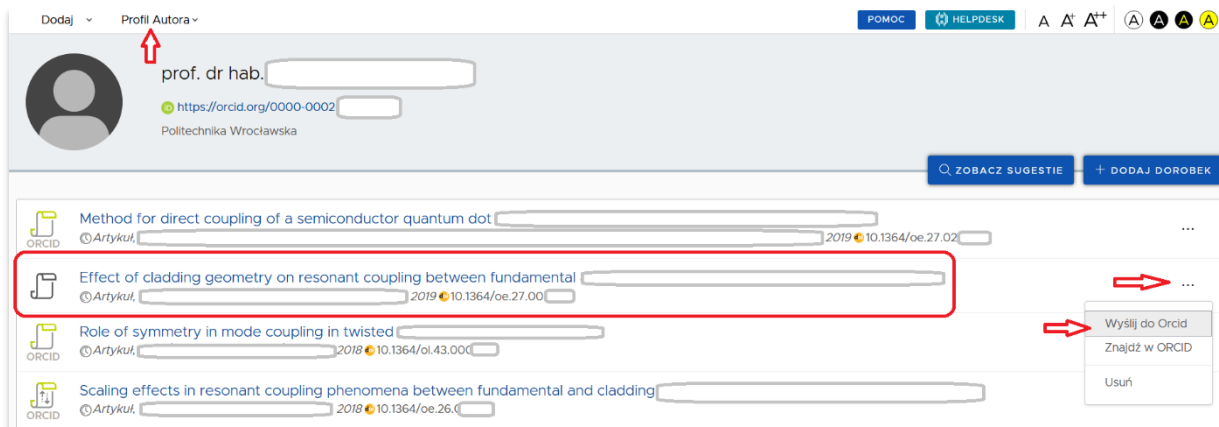 Dodaj Profil Autora POMOC HELPDESK A A+ A++ A A A A
prof. dr hab.
iD https://orcid.org/0000-0002
Politechnika Wrocławska
ZOBACZ SUGESTIE + DODAJ DOROBEK
Method for direct coupling of a semiconductor quantum dot
ORCID Artykuł, 2019 10.1364/oe.27.02 ...
Effect of cladding geometry on resonant coupling between fundamental
Artykuł, 2019 10.1364/oe.27.00 ...
Wyślij do Orcid
Role of symmetry in mode coupling in twisted
ORCID Artykuł, 2018 10.1364/ol.43.000
Znajdź w ORCID
Usuń
Scaling effects in resonant coupling phenomena between fundamental and cladding
ORCID Artykuł, 2018 10.1364/oe.26.0